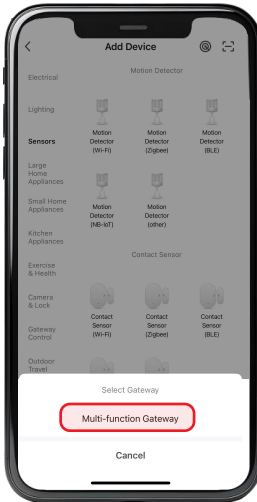 Add Device
Electrical
Lighting
Sensors
Large
Home
Appliances
Small Home
Appliances
Kitchen
Appliances
Exercise
& Health
Camera
& Lock
Gateway
Control
Outdoor
Travel
Motion Detector
Motion
Detector
(Wi-Fi)
Motion
Detector
(Zigbee)
Motion
Detector
(BLE)
Motion
Detector
(NB-IoT)
Motion
Detector
(other)
Contact Sensor
Contact
Sensor
(Wi-Fi)
Contact
Sensor
(Zigbee)
Contact
Sensor
(BLE)
Select Gateway
Multi-function Gateway
Cancel